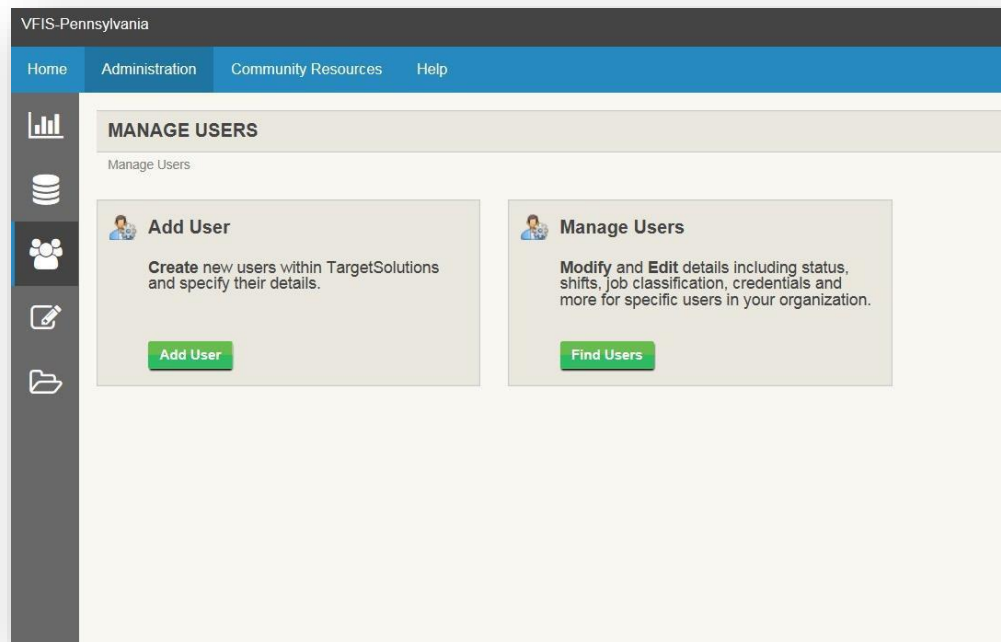 VFIS-Pennsylvania
Home Administration Community Resources Help
MANAGE USERS
Manage Users
Add User
Create new users within TargetSolutions
and specify their details.
Add User
Manage Users
Modify and Edit details including status,
shifts, job classification, credentials and
more for specific users in your organization.
Find Users